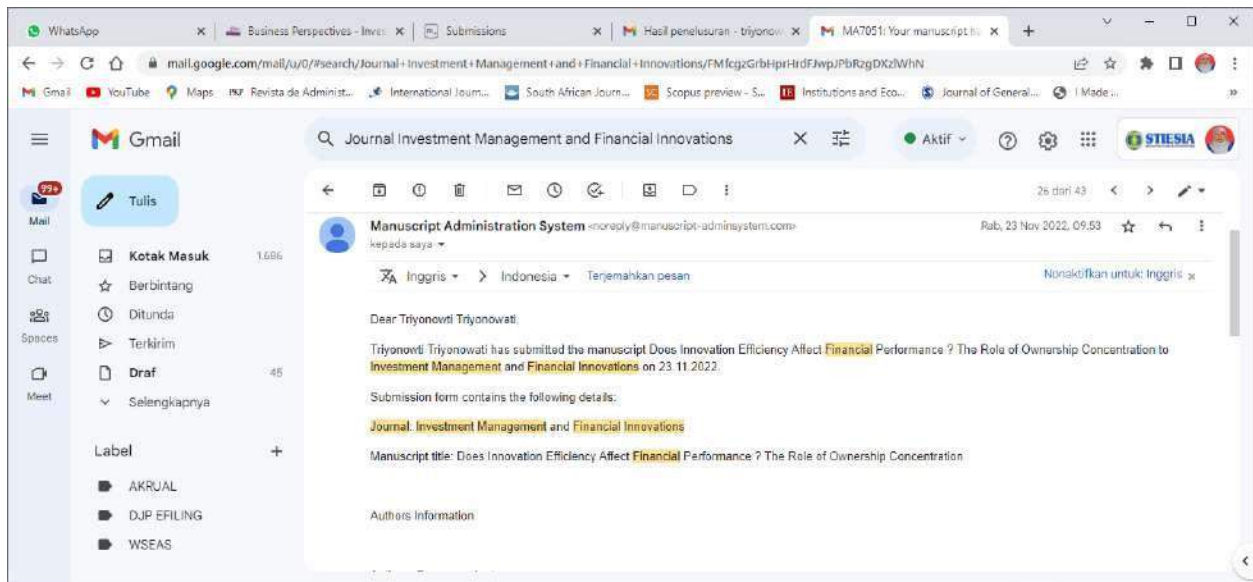 WhatsApp
Business Perspectives - Inves
Submissions
Hasil penelusuran - triyonow
MA7051: Your manuscript h
mail.google.com/mail/u/0/#search/Journal+Investment+Management+and+Financial+Innovations/
Gmail YouTube Maps Revista de Administ... International Journ... South African Journ... Scopus preview - S... Institutions and Eco... Journal of General... I Made ...
Gmail
Journal Investment Management and Financial Innovations
Aktif
STIESIA
99+
Mail
Chat
Spaces
Meet
Tulis
Kotak Masuk 1.686
Berbintang
Ditunda
Terkirim
Draf 45
Selengkapnya
Label +
AKRUAL
DJP EFILING
WSEAS
26 dari 43
Manuscript Administration System <noreply@manuscript-adminsystem.com> Rab, 23 Nov 2022, 09.53
kepada saya
Inggris > Indonesia Terjemahkan pesan Nonaktifkan untuk: Inggris x
Dear Triyonowti Triyonowati,
Triyonowti Triyonowati has submitted the manuscript Does Innovation Efficiency Affect Financial Performance ? The Role of Ownership Concentration to
Investment Management and Financial Innovations on 23.11.2022.
Submission form contains the following details:
Journal: Investment Management and Financial Innovations
Manuscript title: Does Innovation Efficiency Affect Financial Performance ? The Role of Ownership Concentration
Authors Information